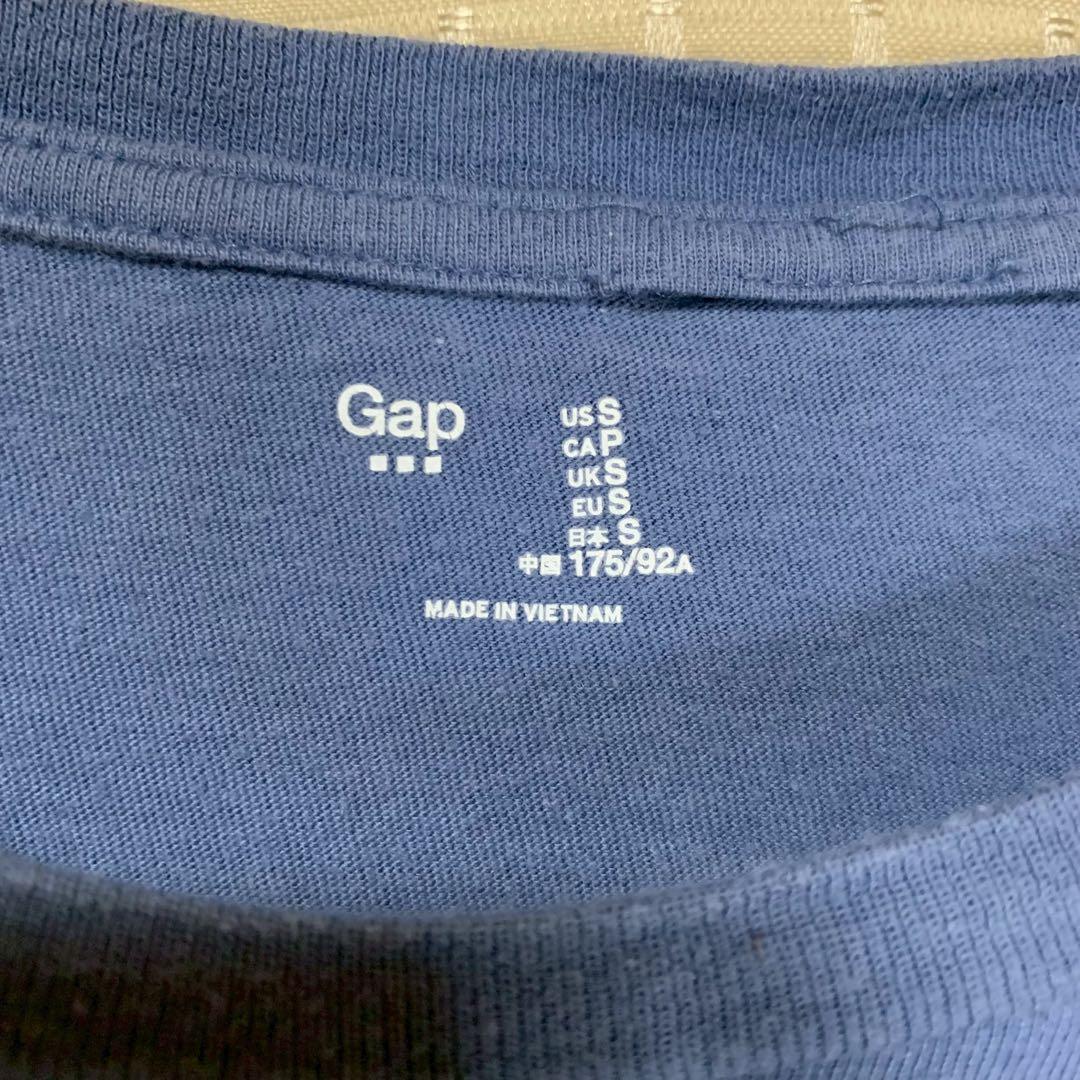 Gap
US S
CA P
UK S
EU S
日本 S
中国 175/92A
MADE IN VIETNAM